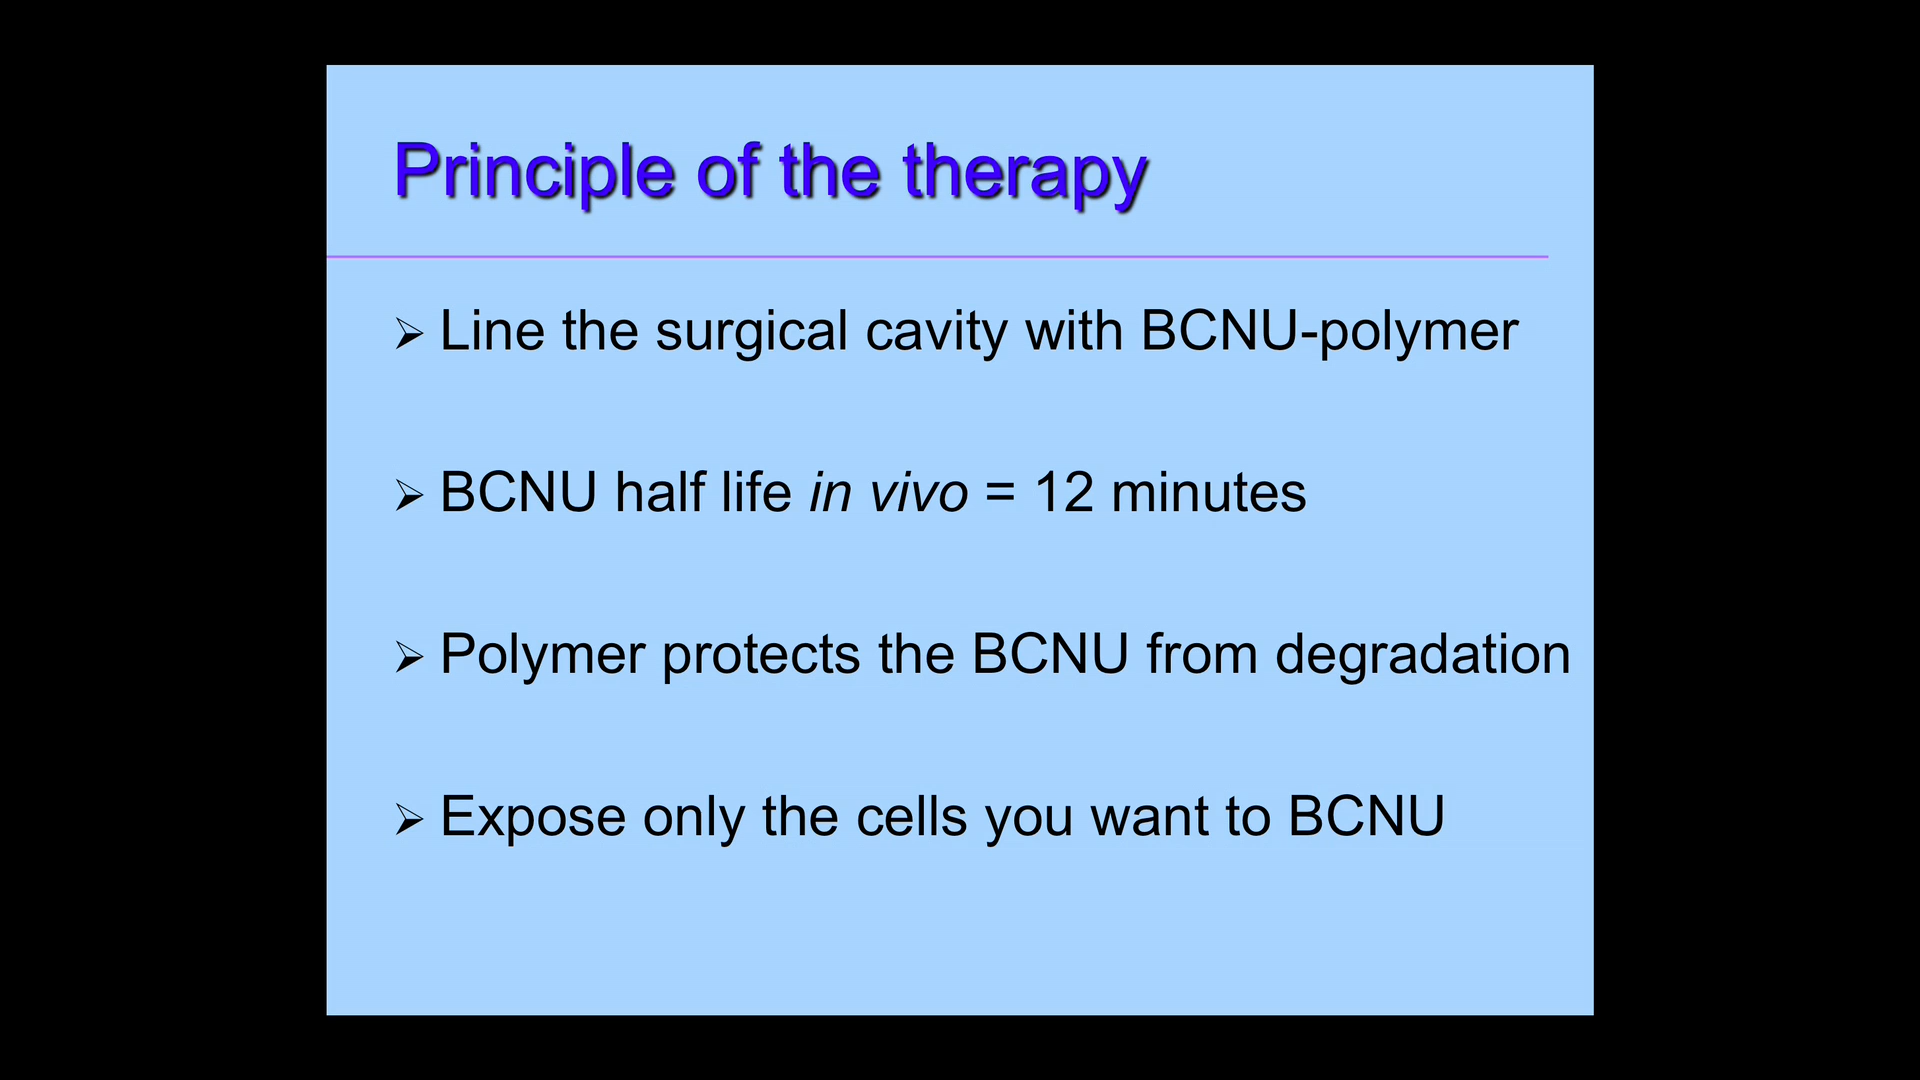 Principle of the therapy
➢ Line the surgical cavity with BCNU-polymer
➢ BCNU half life in vivo = 12 minutes
➢ Polymer protects the BCNU from degradation
➢ Expose only the cells you want to BCNU